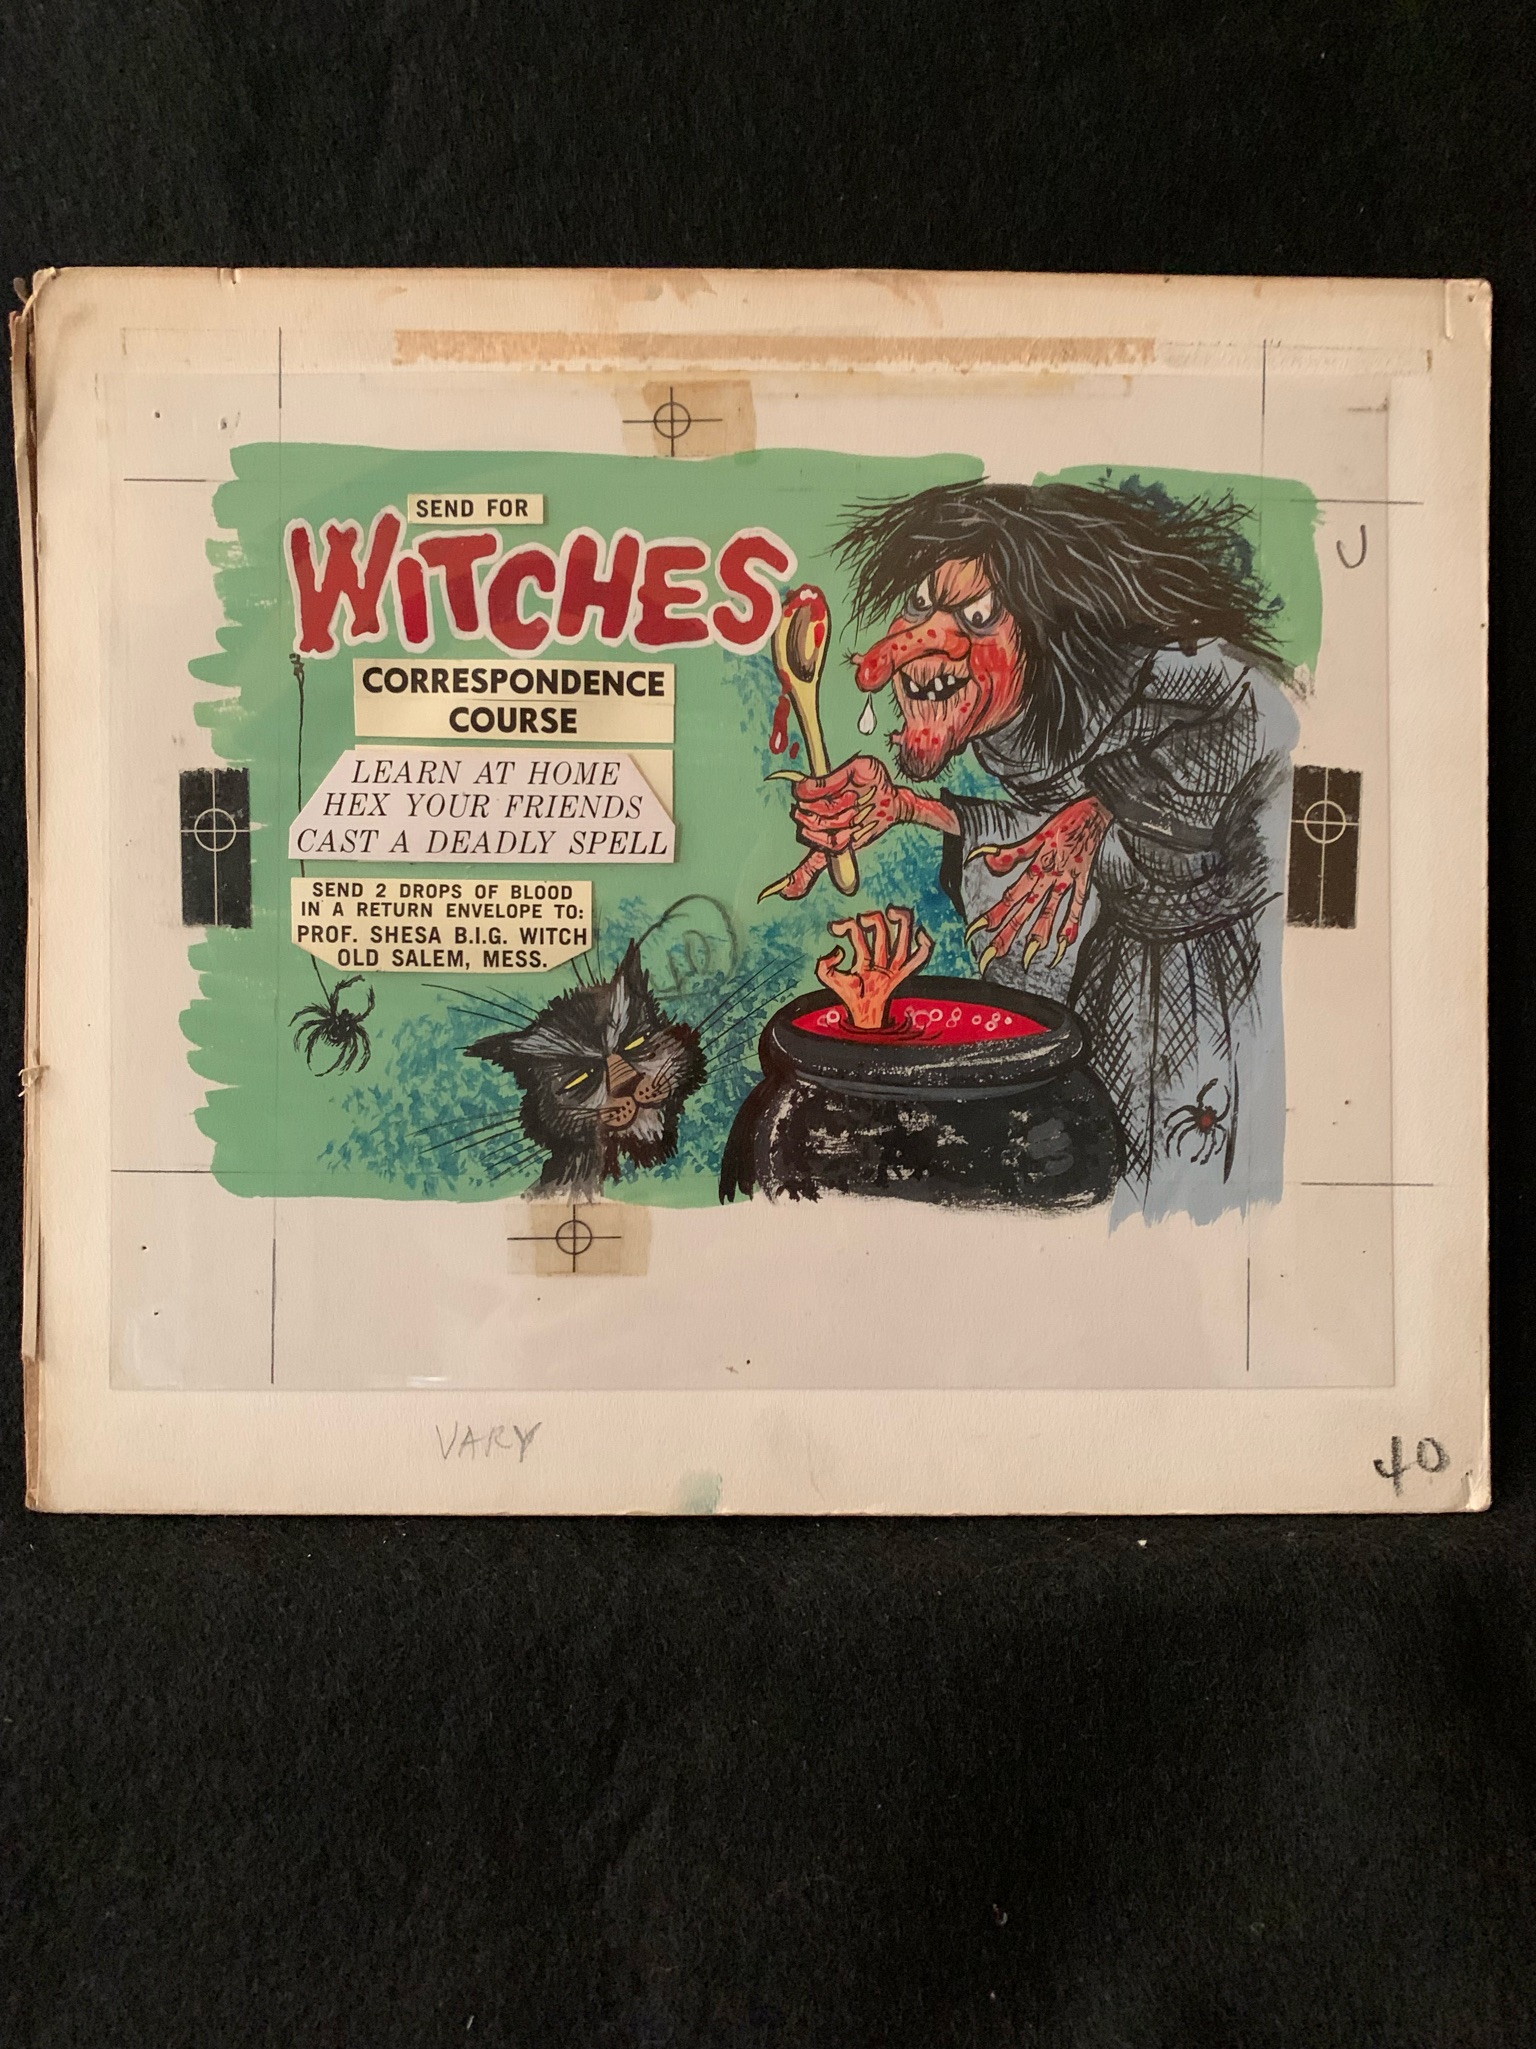 SEND FOR
WITCHES
CORRESPONDENCE
COURSE
LEARN AT HOME
HEX YOUR FRIENDS
CAST A DEADLY SPELL
SEND 2 DROPS OF BLOOD
IN A RETURN ENVELOPE TO:
PROF. SHESA B.I.G. WITCH
OLD SALEM, MESS.
U
VARY
40